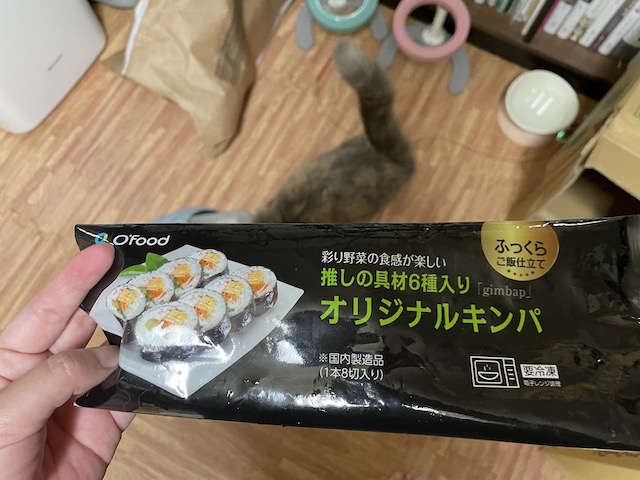 O'Food
彩り野菜の食感が楽しい
推しの具材6種入り「gimbap」
オリジナルキンパ
※国内製造品
(1本8切り入り)
ふっくら
ご飯仕立て
要冷凍
電子レンジ調理